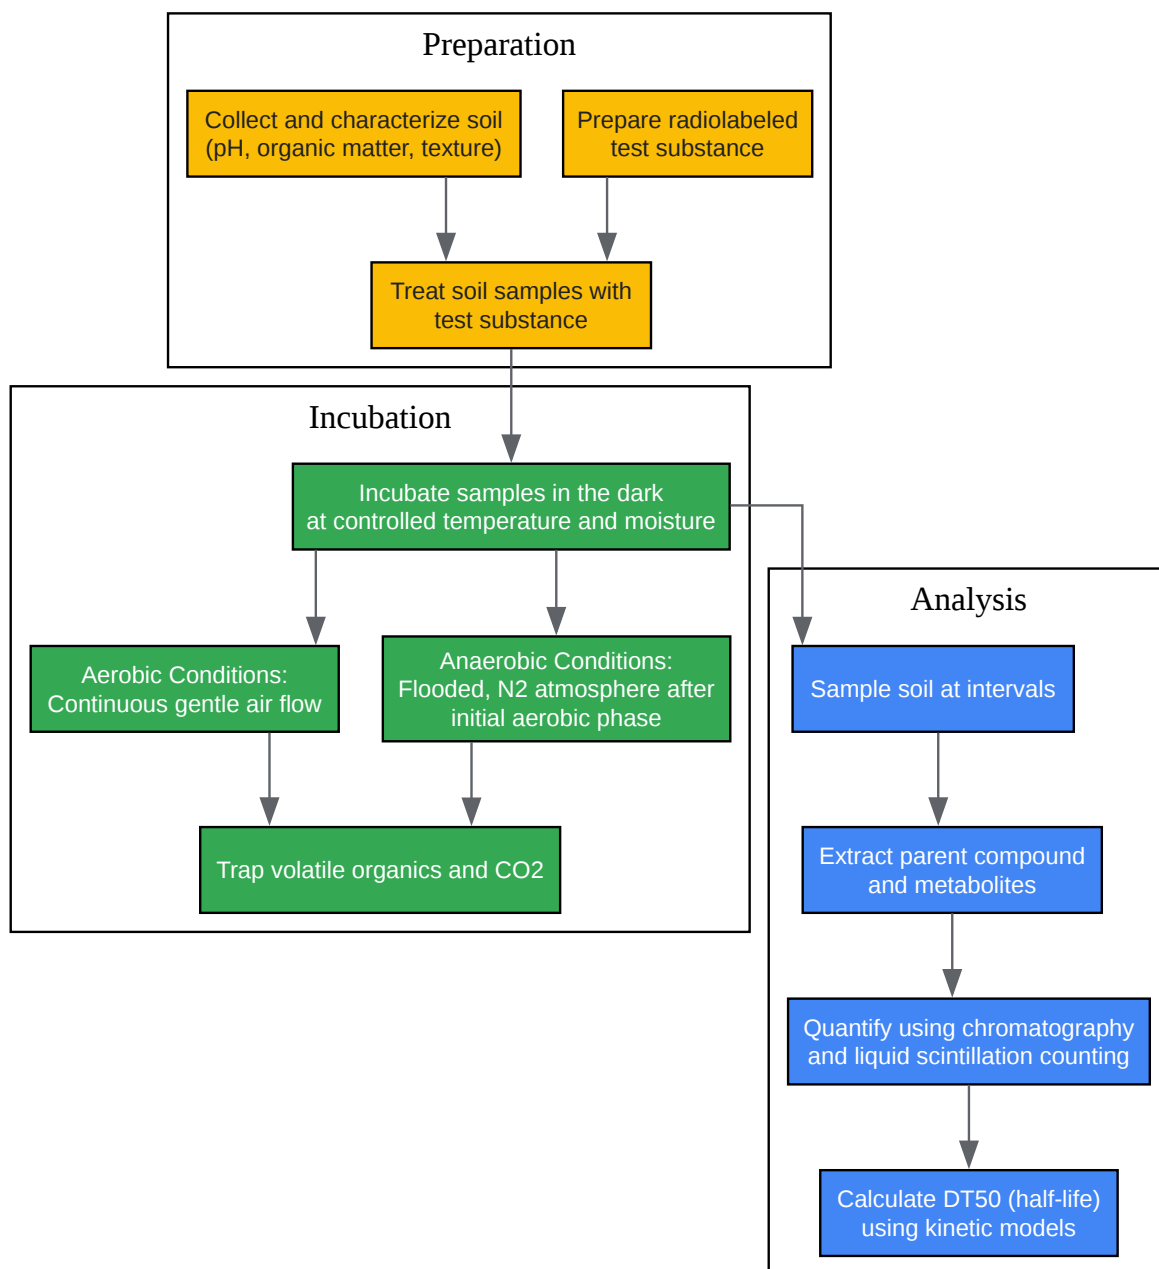 Preparation
Collect and characterize soil
(pH, organic matter, texture)
Prepare radiolabeled
test substance
Treat soil samples with
test substance
Incubation
Incubate samples in the dark
at controlled temperature and moisture
Aerobic Conditions:
Continuous gentle air flow
Anaerobic Conditions:
Flooded, N2 atmosphere after
initial aerobic phase
Trap volatile organics and CO2
Analysis
Sample soil at intervals
Extract parent compound
and metabolites
Quantify using chromatography
and liquid scintillation counting
Calculate DT50 (half-life)
using kinetic models